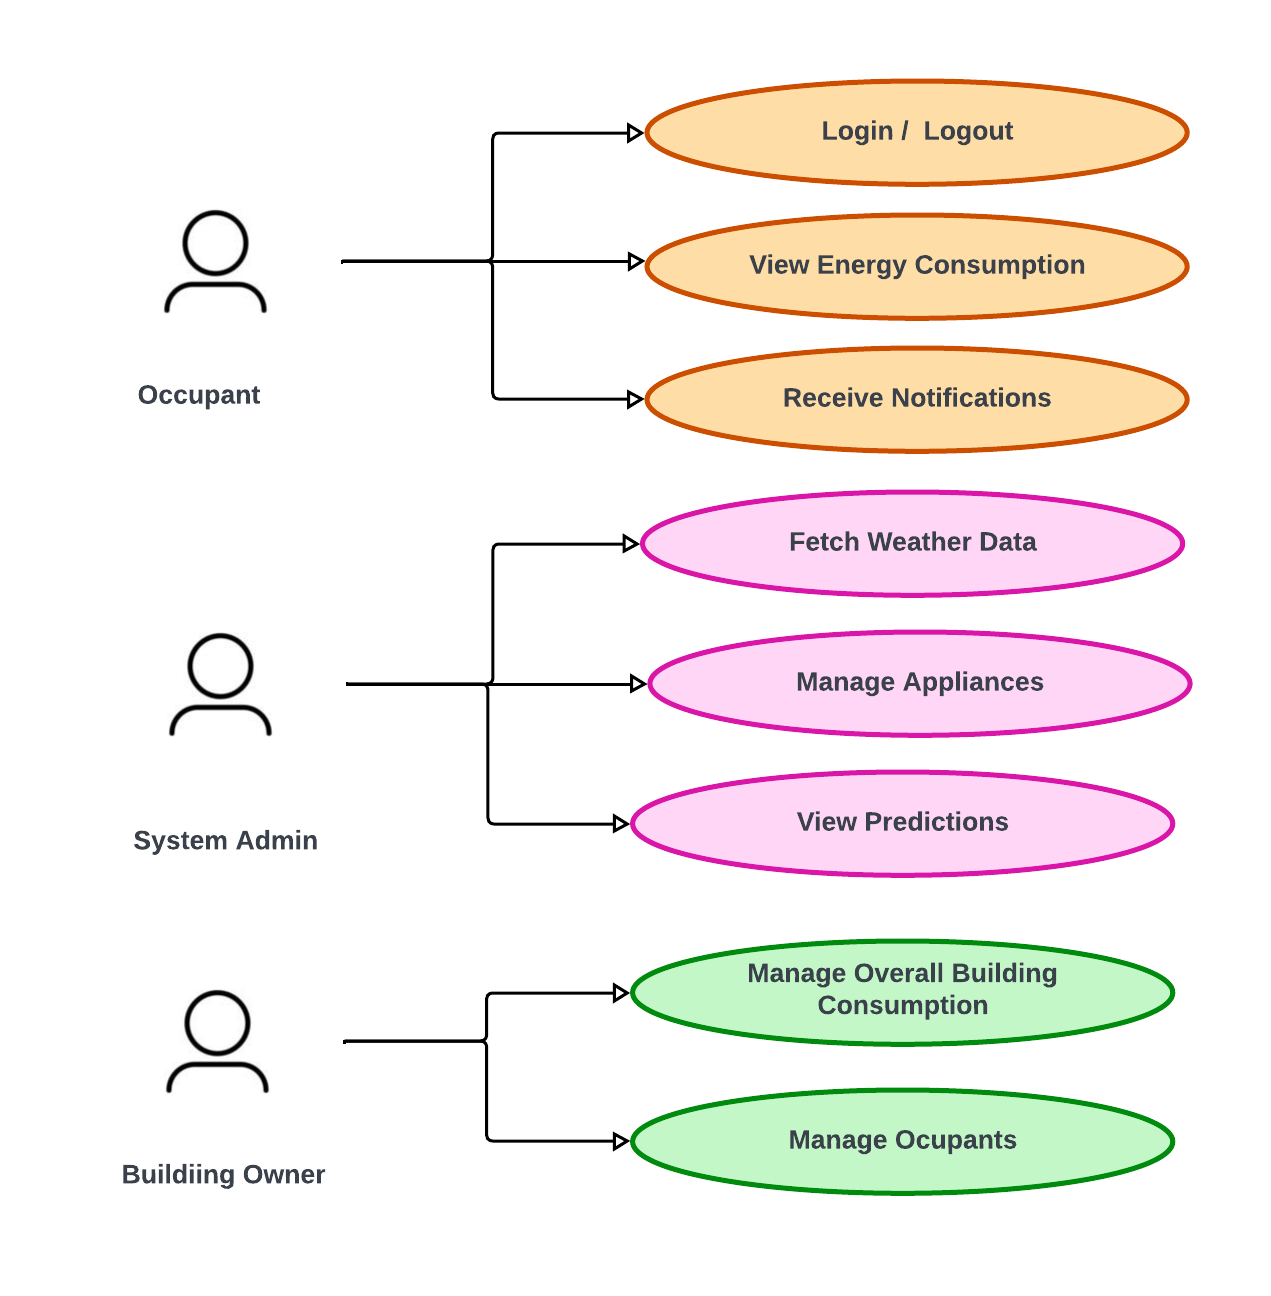 Login /  Logout
View Energy Consumption
Receive Notifications
Occupant
Fetch Weather Data
Manage Appliances
View Predictions
System Admin
Manage Overall Building
Consumption
Manage Ocupants
Buildiing Owner